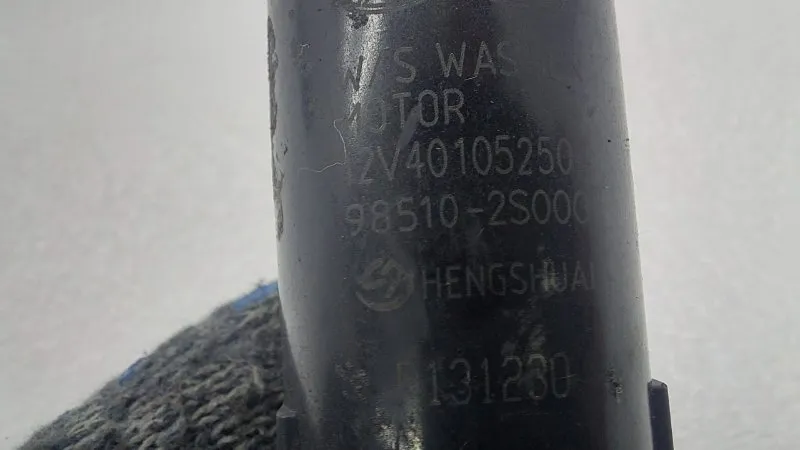 W/S WAS
MOTOR
12V40105250
98510-2S000
HENGSHUAI
131230